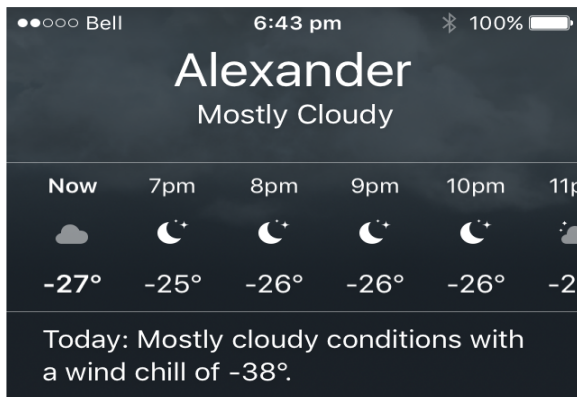 Bell 6:43 pm 100%
Alexander
Mostly Cloudy
Now 7pm 8pm 9pm 10pm
-27° -25° -26° -26° -26°
Today: Mostly cloudy conditions with
a wind chill of -38°.